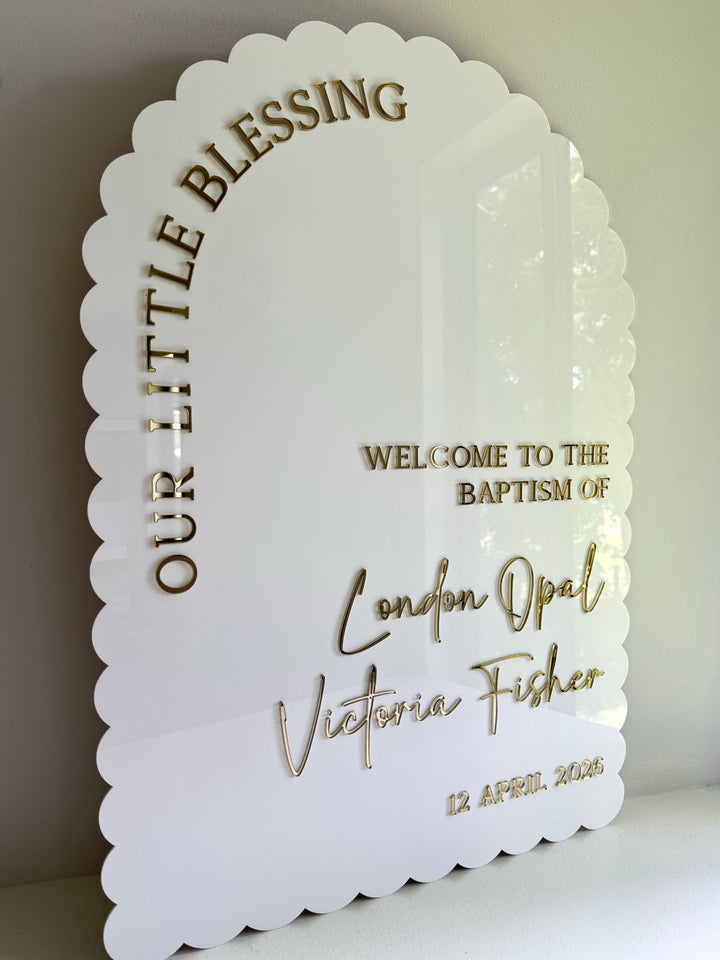 OUR LITTLE BLESSING
WELCOME TO THE
BAPTISM OF
London Opal
Victoria Fisher
12 APRIL 2026